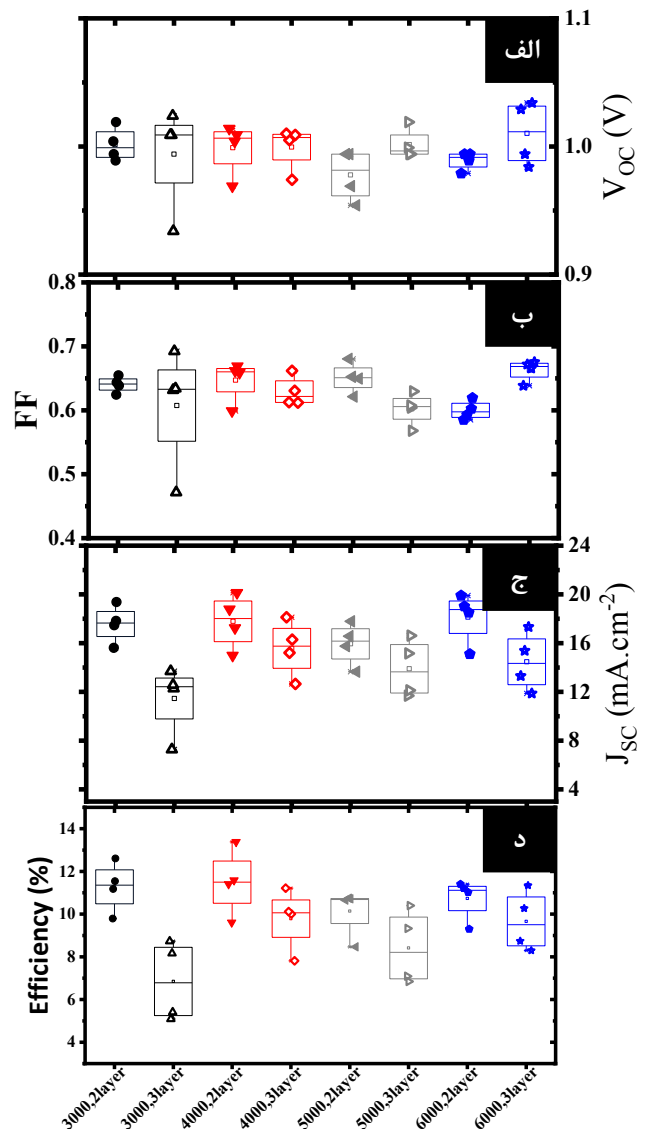 1.1
الف
1.0
V_OC (V)
0.9
0.8
ب
0.7
FF
0.6
0.5
0.4
24
ج
20
16
J_SC (mA.cm⁻²)
12
8
4
د
14
12
Efficiency (%)
10
8
6
4
3000,2layer
3000,3layer
4000,2layer
4000,3layer
5000,2layer
5000,3layer
6000,2layer
6000,3layer